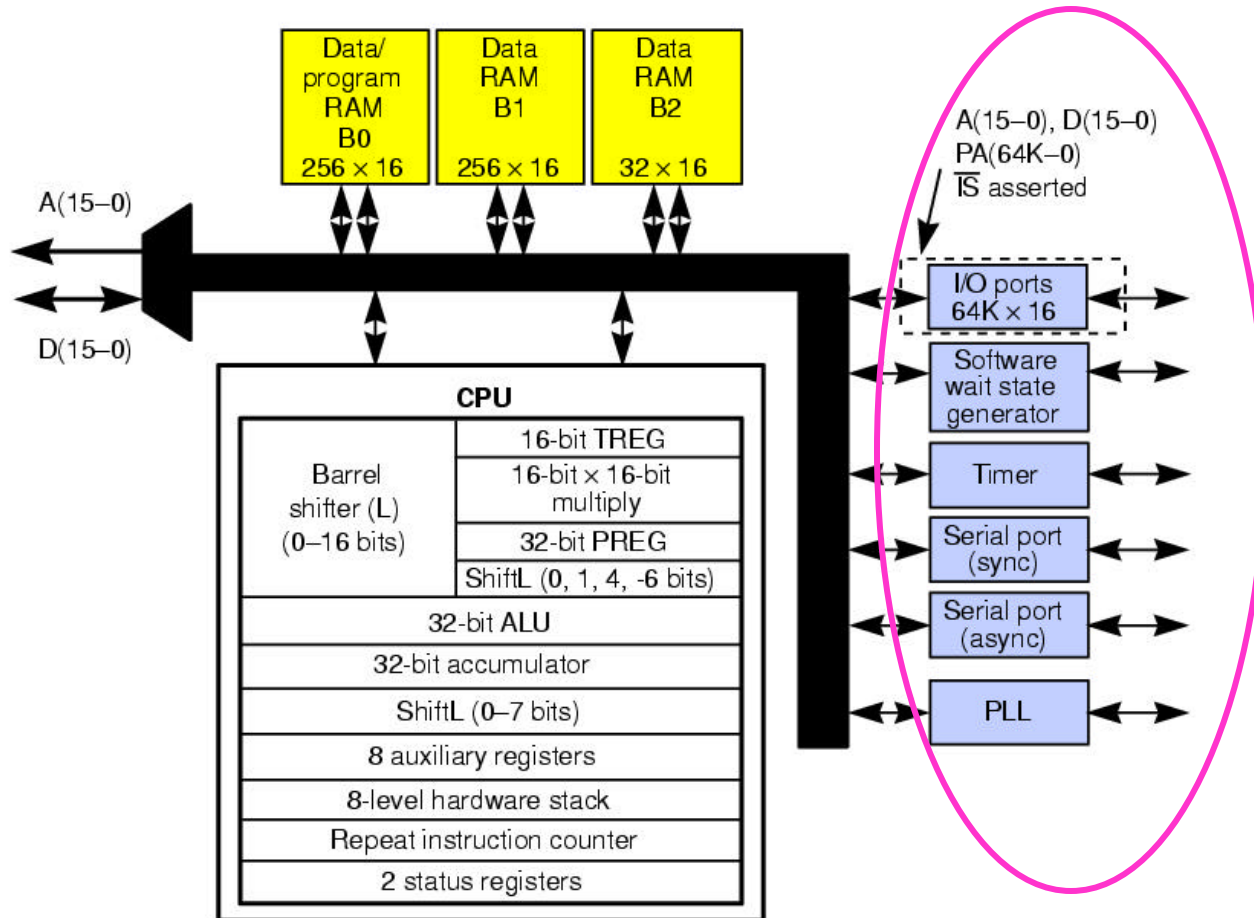 Data/
program
RAM
B0
256 × 16
Data
RAM
B1
256 × 16
Data
RAM
B2
32 × 16
A(15–0)
D(15–0)
A(15–0), D(15–0)
PA(64K–0)
I̅S̅ asserted
I/O ports
64K × 16
Software
wait state
generator
Timer
Serial port
(sync)
Serial port
(async)
PLL
CPU
Barrel
shifter (L)
(0–16 bits)
16-bit TREG
16-bit × 16-bit
multiply
32-bit PREG
ShiftL (0, 1, 4, -6 bits)
32-bit ALU
32-bit accumulator
ShiftL (0–7 bits)
8 auxiliary registers
8-level hardware stack
Repeat instruction counter
2 status registers